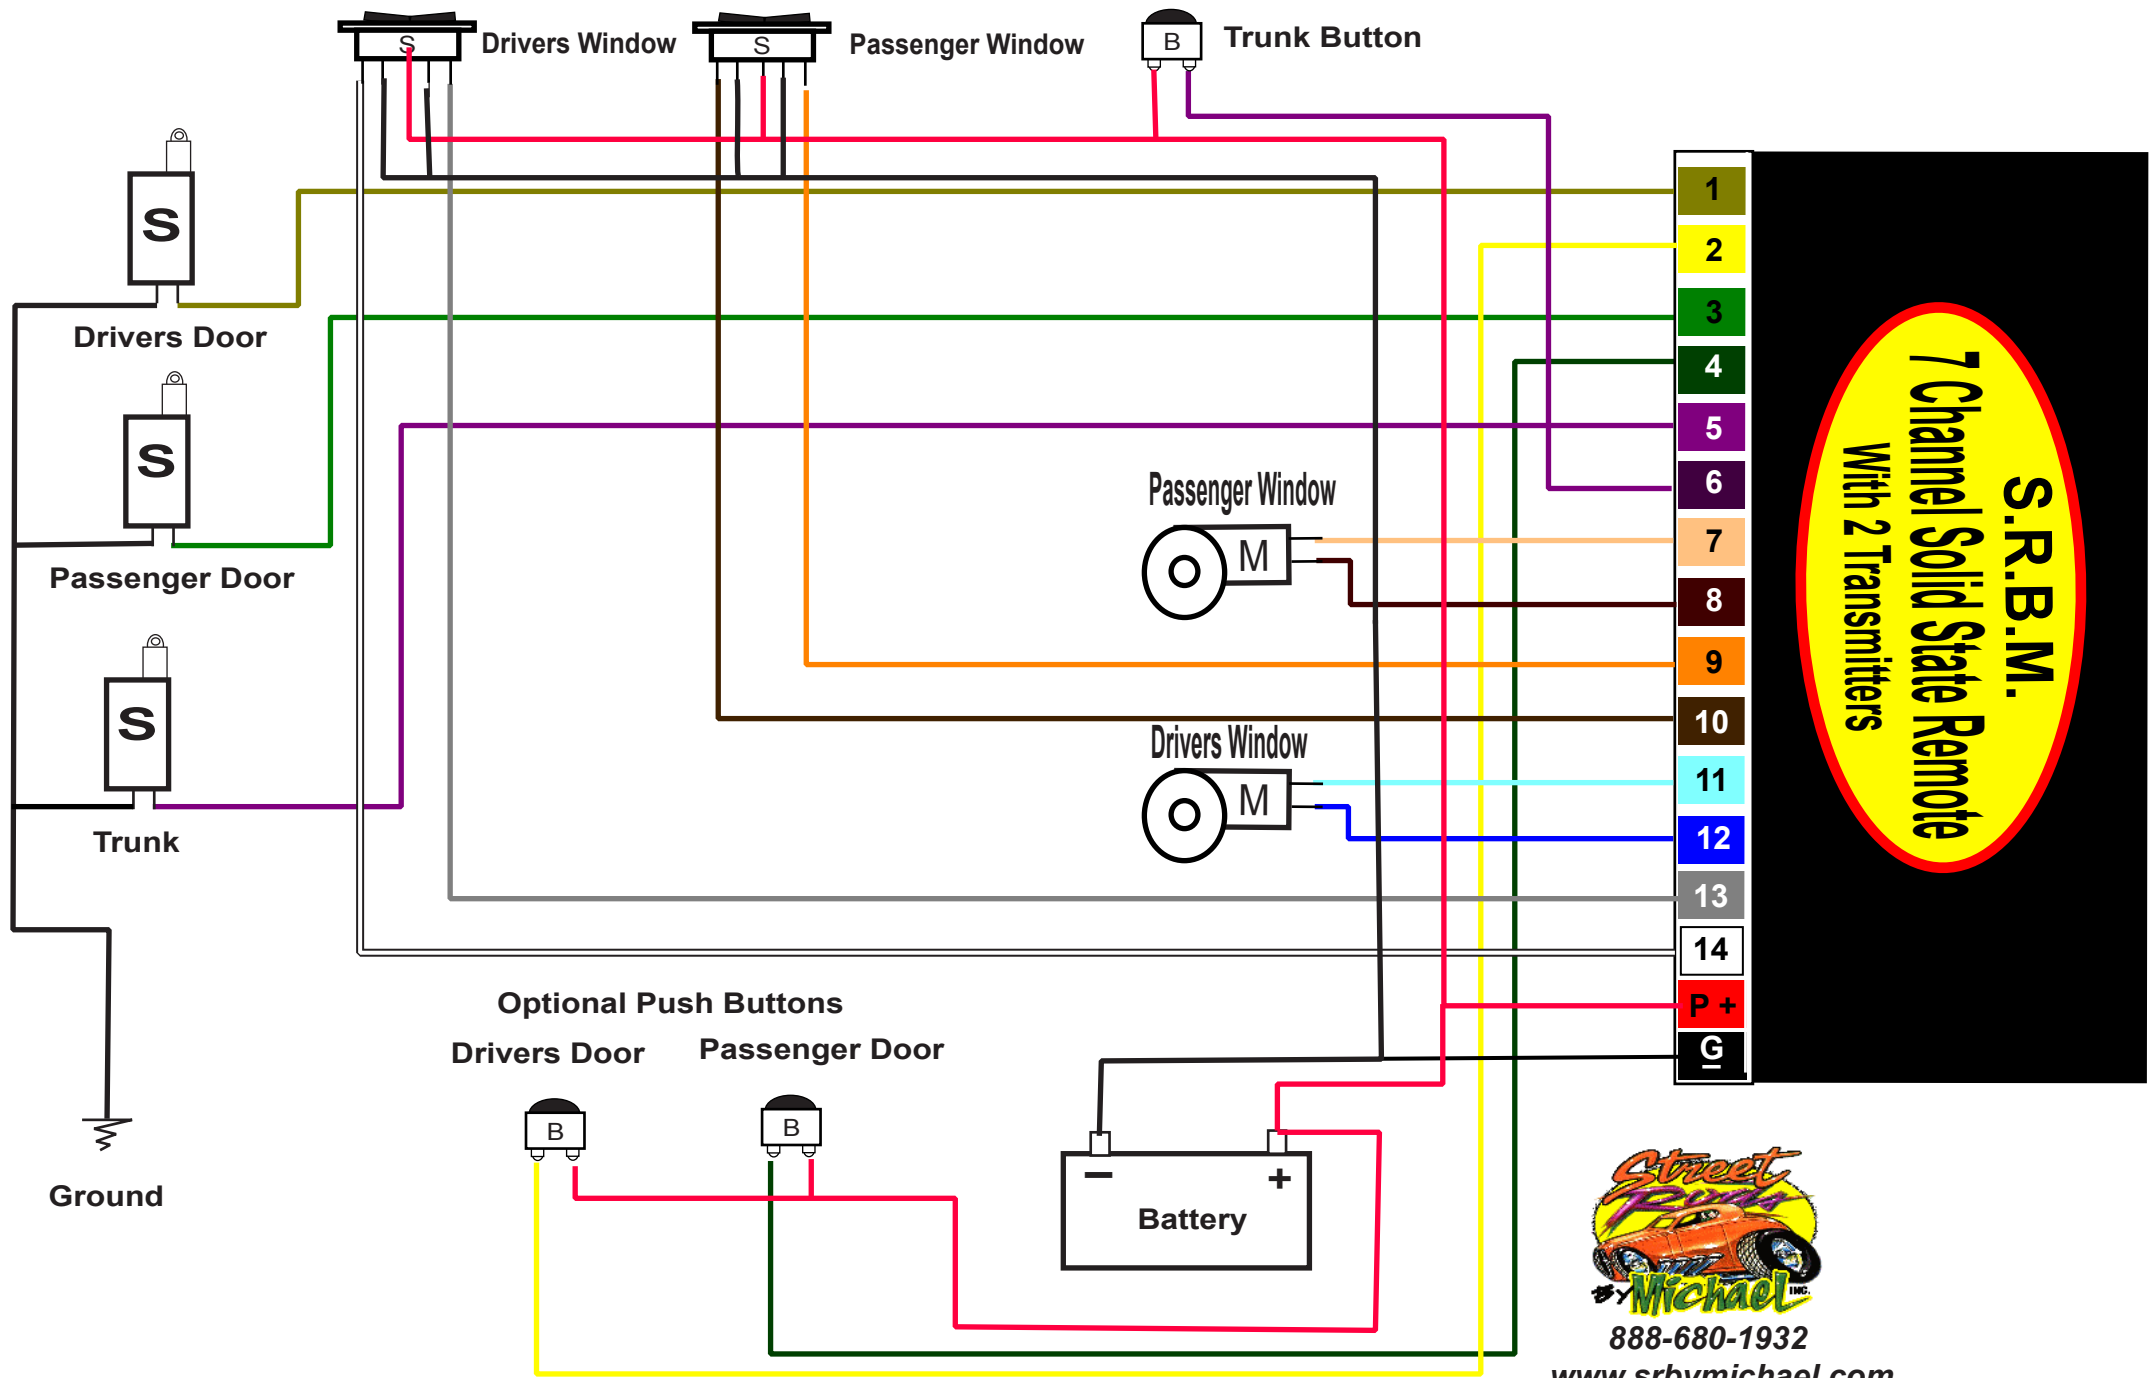 S
Drivers Window
S
Passenger Window
B
Trunk Button
S
Drivers Door
S
Passenger Door
S
Trunk
Ground
1
2
3
4
5
6
7
8
9
10
11
12
13
14
P +
G
Passenger Window
M
Drivers Window
M
S.R.B.M.
7 Channel Solid State Remote
With 2 Transmitters
Optional Push Buttons
Drivers Door
Passenger Door
B
B
Battery
Street
Rods
BY Michael INC.
888-680-1932
www.srbymichael.com